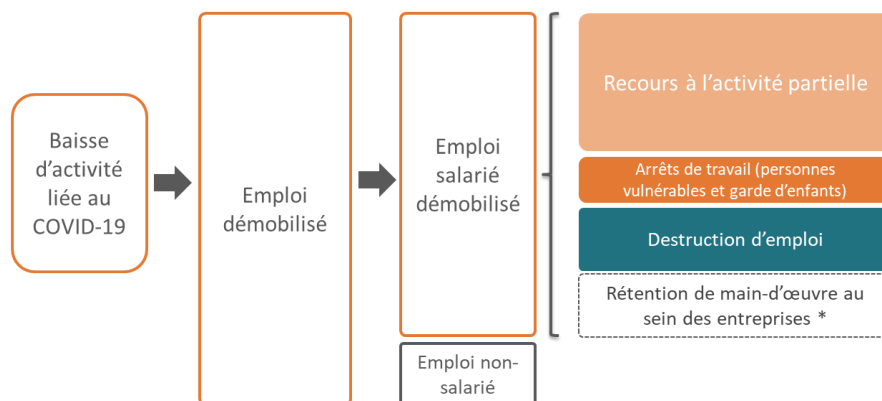 Baisse
d'activité
liée au
COVID-19
Emploi
démobilisé
Emploi
salarié
démobilisé
Emploi non-
salarié
Recours à l'activité partielle
Arrêts de travail (personnes
vulnérables et garde d'enfants)
Destruction d'emploi
Rétention de main-d'œuvre au
sein des entreprises *